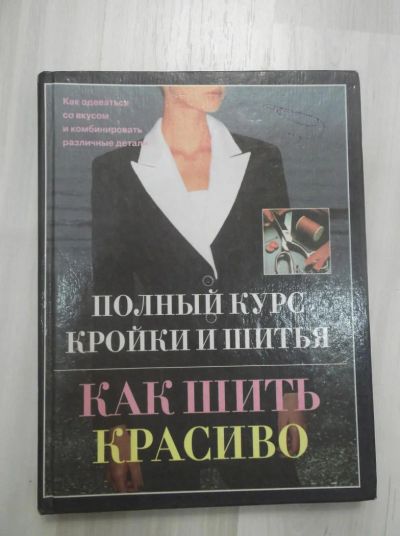 Как одеваться
со вкусом
и комбинировать
различные детали
ПОЛНЫЙ КУРС
КРОЙКИ И ШИТЬЯ
КАК ШИТЬ
КРАСИВО